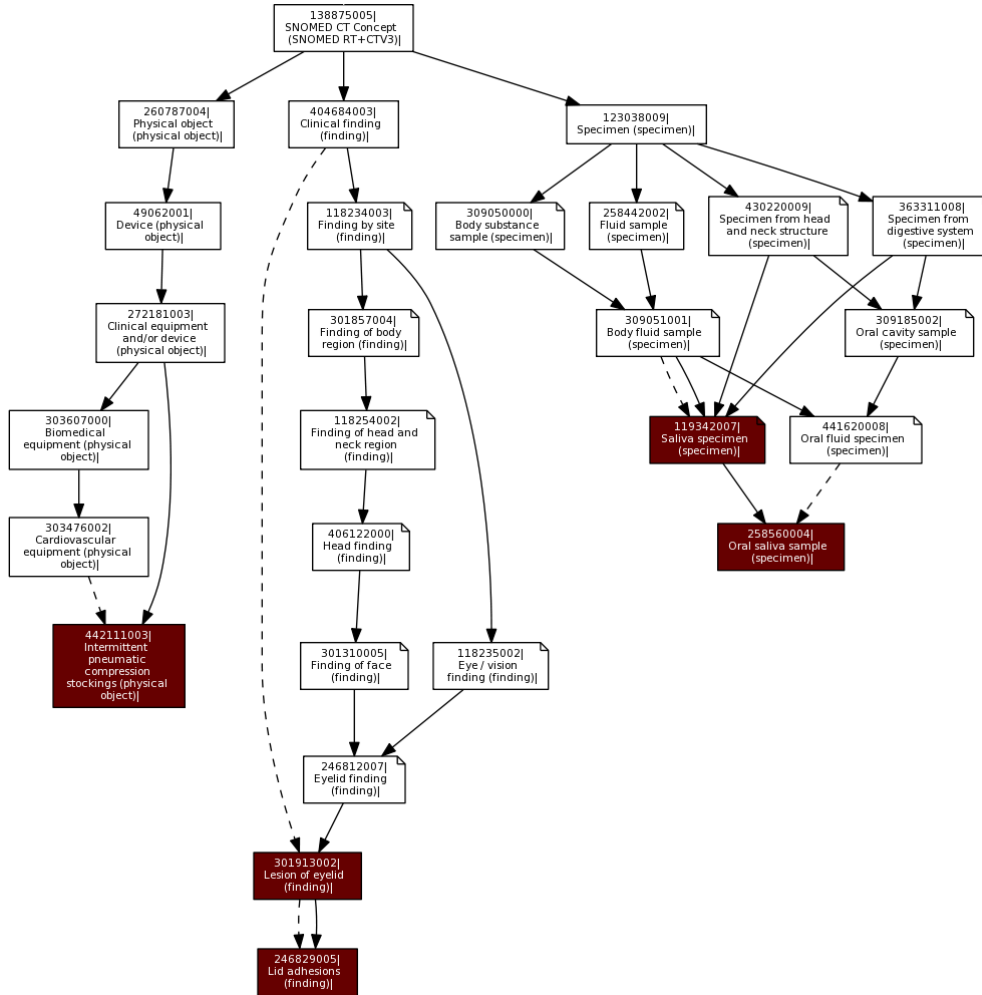 138875005|
SNOMED CT Concept
(SNOMED RT+CTV3)|
260787004|
Physical object
(physical object)|
404684003|
Clinical finding
(finding)|
123038009|
Specimen (specimen)|
49062001|
Device (physical
object)|
118234003|
Finding by site
(finding)|
309050000|
Body substance
sample (specimen)|
258442002|
Fluid sample
(specimen)|
430220009|
Specimen from head
and neck structure
(specimen)|
363311008|
Specimen from
digestive system
(specimen)|
272181003|
Clinical equipment
and/or device
(physical object)|
301857004|
Finding of body
region (finding)|
309051001|
Body fluid sample
(specimen)|
309185002|
Oral cavity sample
(specimen)|
303607000|
Biomedical
equipment (physical
object)|
118254002|
Finding of head and
neck region
(finding)|
119342007|
Saliva specimen
(specimen)|
441620008|
Oral fluid specimen
(specimen)|
303476002|
Cardiovascular
equipment (physical
object)|
406122000|
Head finding
(finding)|
258560004|
Oral saliva sample
(specimen)|
442111003|
Intermittent
pneumatic
compression
stockings (physical
object)|
301310005|
Finding of face
(finding)|
118235002|
Eye / vision
finding (finding)|
246812007|
Eyelid finding
(finding)|
301913002|
Lesion of eyelid
(finding)|
246829005|
Lid adhesions
(finding)|